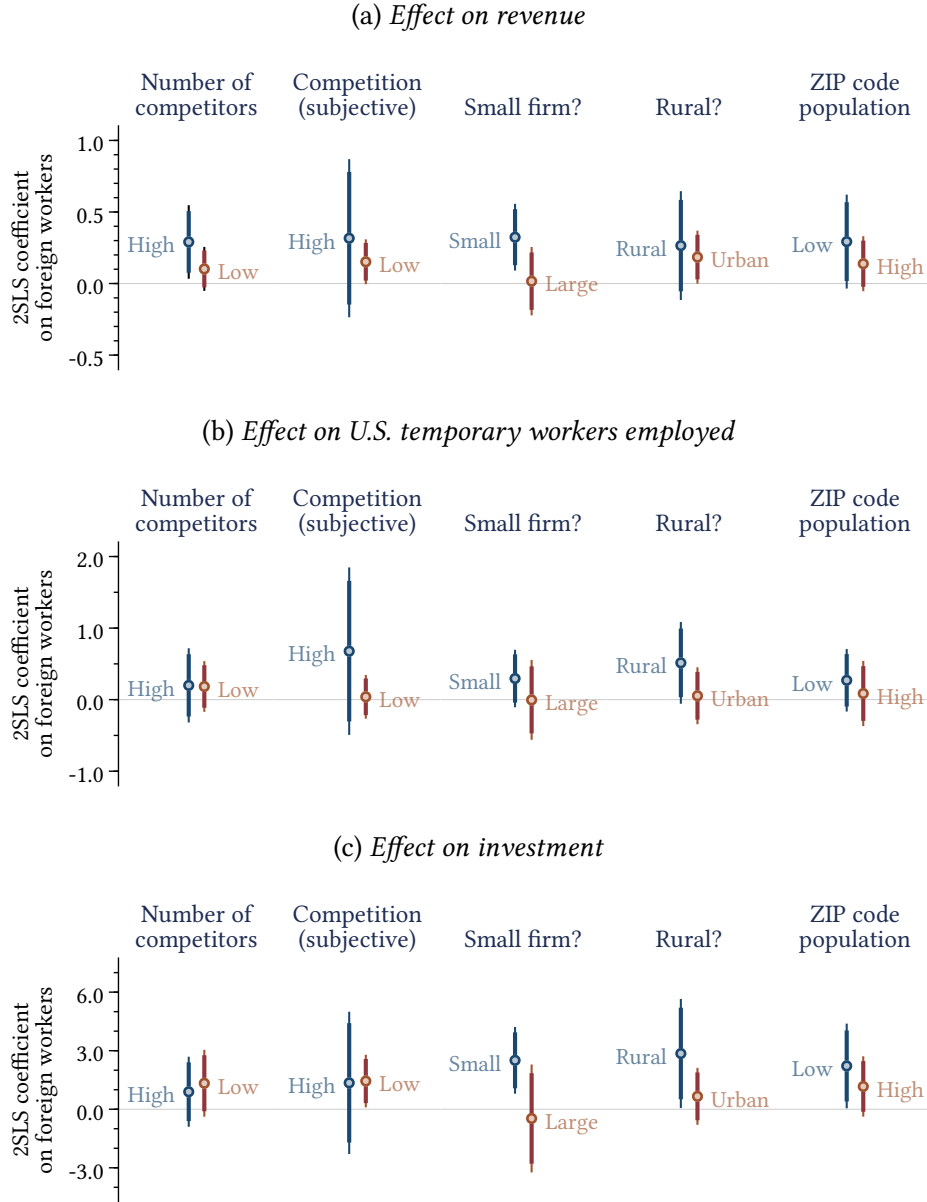 (a) Effect on revenue
Number of
competitors
Competition
(subjective)
Small firm?
Rural?
ZIP code
population
2SLS coefficient
on foreign workers
1.0
0.5
0.0
-0.5
High
Low
High
Low
Small
Large
Rural
Urban
Low
High
(b) Effect on U.S. temporary workers employed
Number of
competitors
Competition
(subjective)
Small firm?
Rural?
ZIP code
population
2SLS coefficient
on foreign workers
2.0
1.0
0.0
-1.0
High
Low
High
Low
Small
Large
Rural
Urban
Low
High
(c) Effect on investment
Number of
competitors
Competition
(subjective)
Small firm?
Rural?
ZIP code
population
2SLS coefficient
on foreign workers
6.0
3.0
0.0
-3.0
High
Low
High
Low
Small
Large
Rural
Urban
Low
High